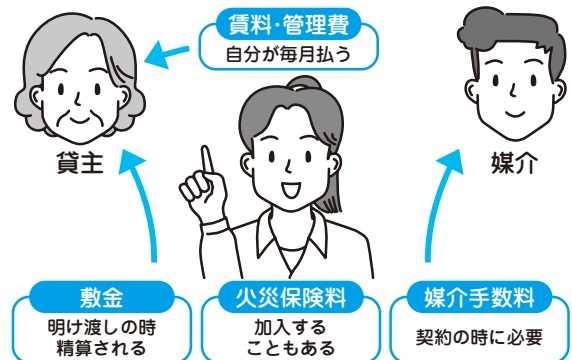 賃料・管理費
自分が毎月払う
貸主
媒介
敷金
明け渡しの時
精算される
火災保険料
加入する
こともある
媒介手数料
契約の時に必要